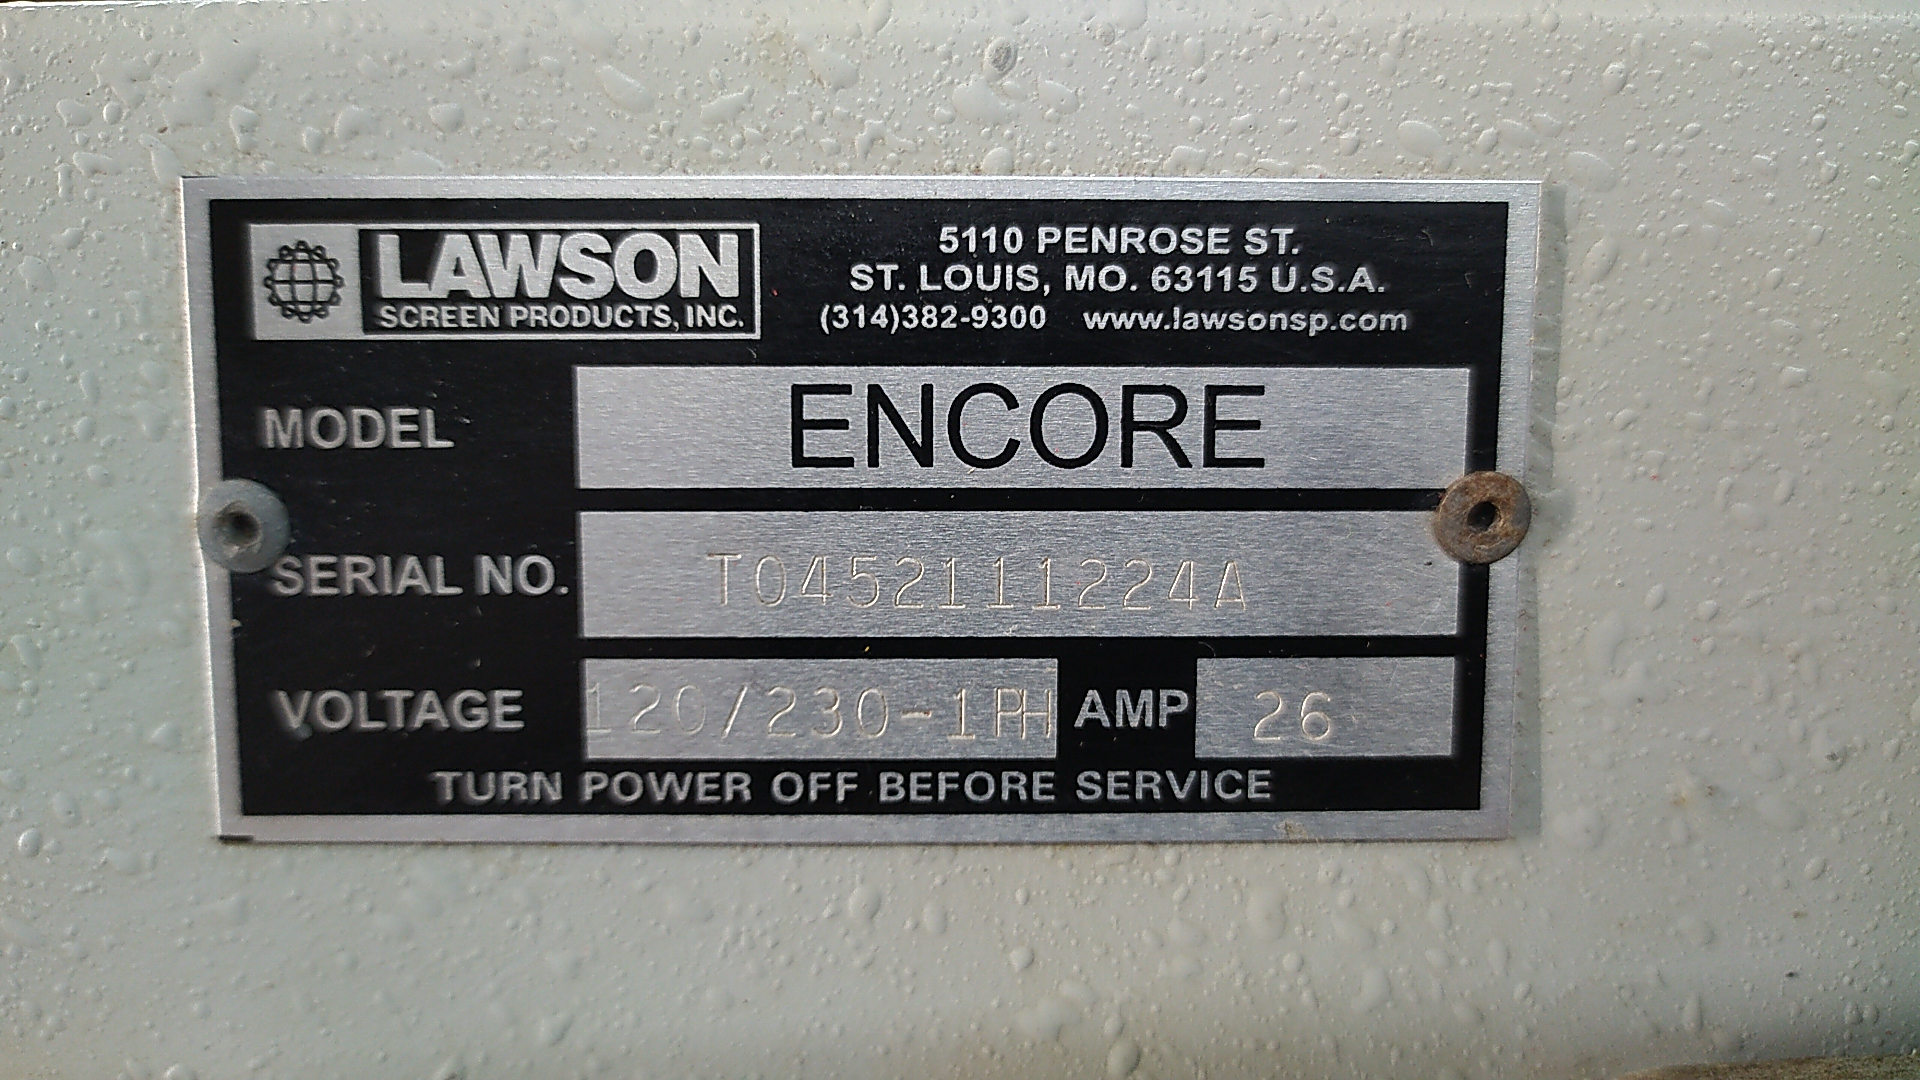 LAWSON
SCREEN PRODUCTS, INC.
5110 PENROSE ST.
ST. LOUIS, MO. 63115 U.S.A.
(314)382-9300 www.lawsonsp.com
MODEL ENCORE
SERIAL NO. T0452111224A
VOLTAGE 120/230-1PH AMP 26
TURN POWER OFF BEFORE SERVICE